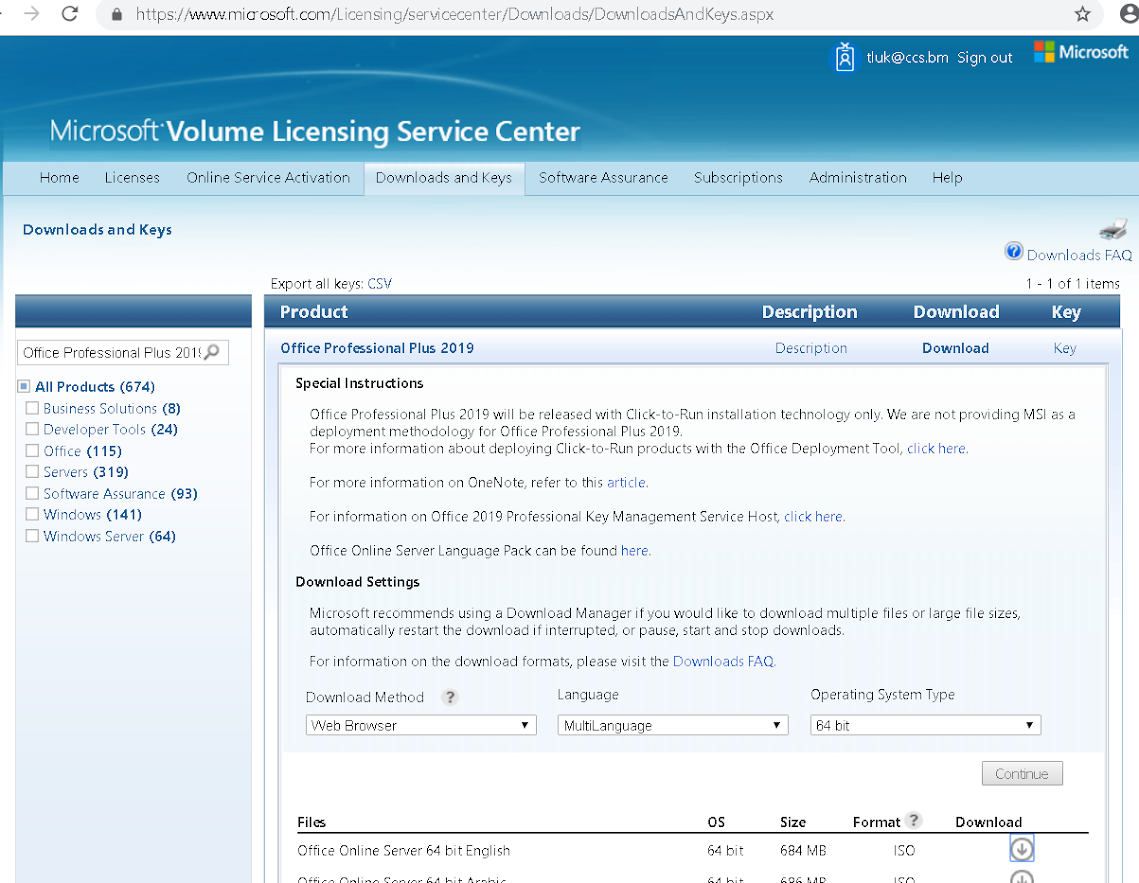 https://www.microsoft.com/Licensing/servicecenter/Downloads/DownloadsAndKeys.aspx
tluk@ccs.bm Sign out Microsoft
Microsoft Volume Licensing Service Center
Home Licenses Online Service Activation Downloads and Keys Software Assurance Subscriptions Administration Help
Downloads and Keys
Downloads FAQ
Export all keys: CSV 1 - 1 of 1 items
Product Description Download Key
Office Professional Plus 201
All Products (674)
Business Solutions (8)
Developer Tools (24)
Office (115)
Servers (319)
Software Assurance (93)
Windows (141)
Windows Server (64)
Office Professional Plus 2019 Description Download Key
Special Instructions
Office Professional Plus 2019 will be released with Click-to-Run installation technology only. We are not providing MSI as a
deployment methodology for Office Professional Plus 2019.
For more information about deploying Click-to-Run products with the Office Deployment Tool, click here.
For more information on OneNote, refer to this article.
For information on Office 2019 Professional Key Management Service Host, click here.
Office Online Server Language Pack can be found here.
Download Settings
Microsoft recommends using a Download Manager if you would like to download multiple files or large file sizes,
automatically restart the download if interrupted, or pause, start and stop downloads.
For information on the download formats, please visit the Downloads FAQ.
Download Method ? Language Operating System Type
Web Browser MultiLanguage 64 bit
Continue
Files OS Size Format ? Download
Office Online Server 64 bit English 64 bit 684 MB ISO
Office Online Server 64 bit Arabic 64 bit 686 MB ISO